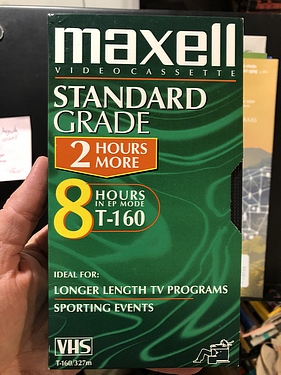 maxell
VIDEOCASSETTE
STANDARD
GRADE
2 HOURS
MORE
8 HOURS
IN EP MODE
T-160
IDEAL FOR:
LONGER LENGTH TV PROGRAMS
SPORTING EVENTS
VHS
T-160/327m